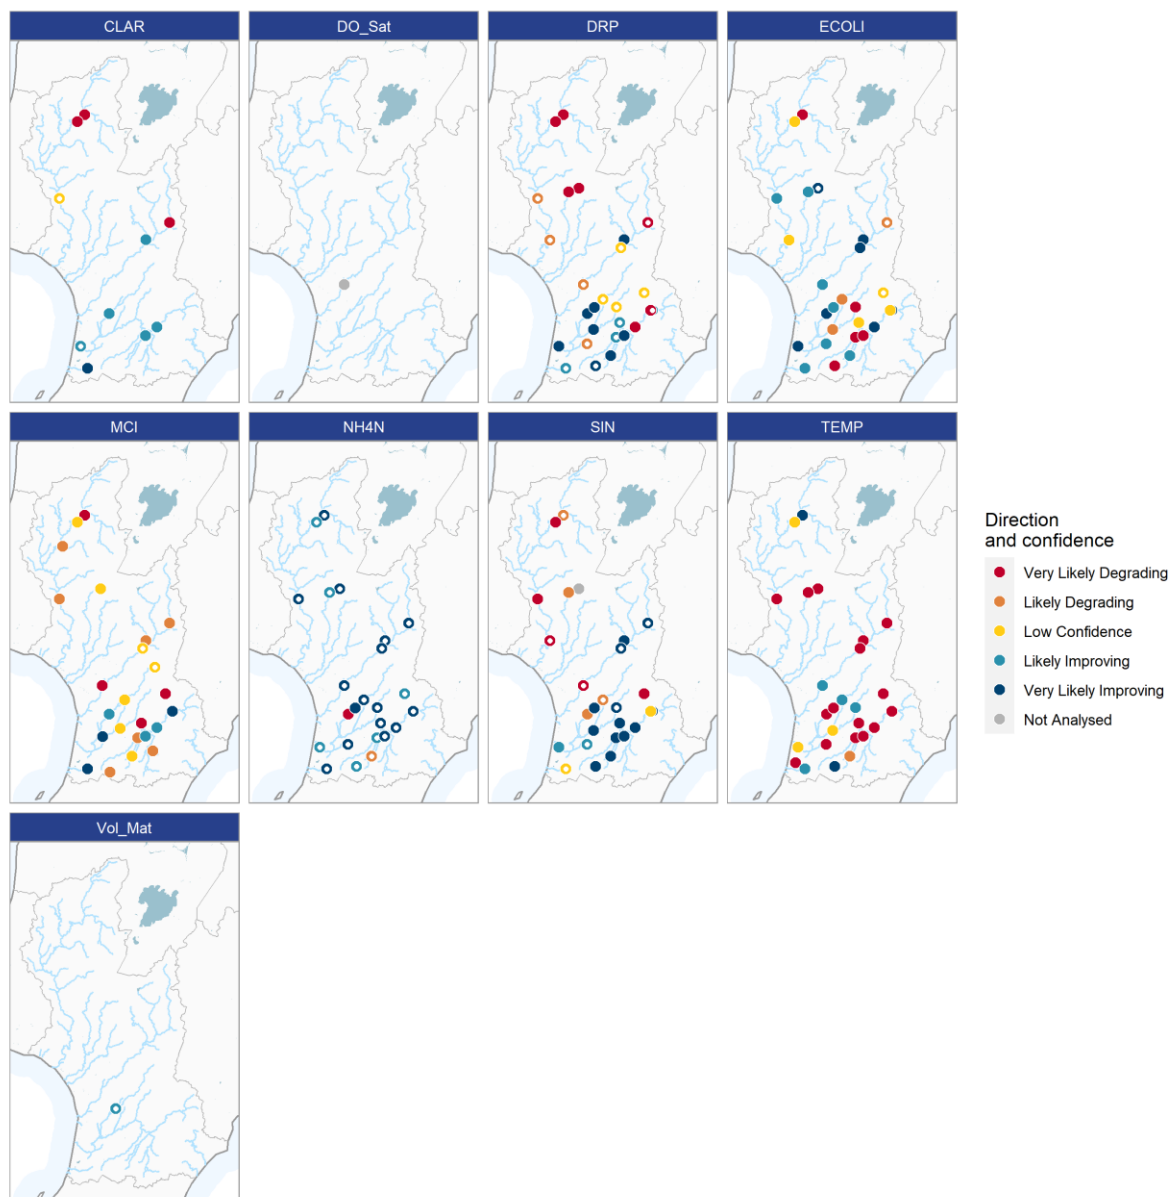 CLAR
DO_Sat
DRP
ECOLI
MCI
NH4N
SIN
TEMP
Direction
and confidence
Very Likely Degrading
Likely Degrading
Low Confidence
Likely Improving
Very Likely Improving
Not Analysed
Vol_Mat